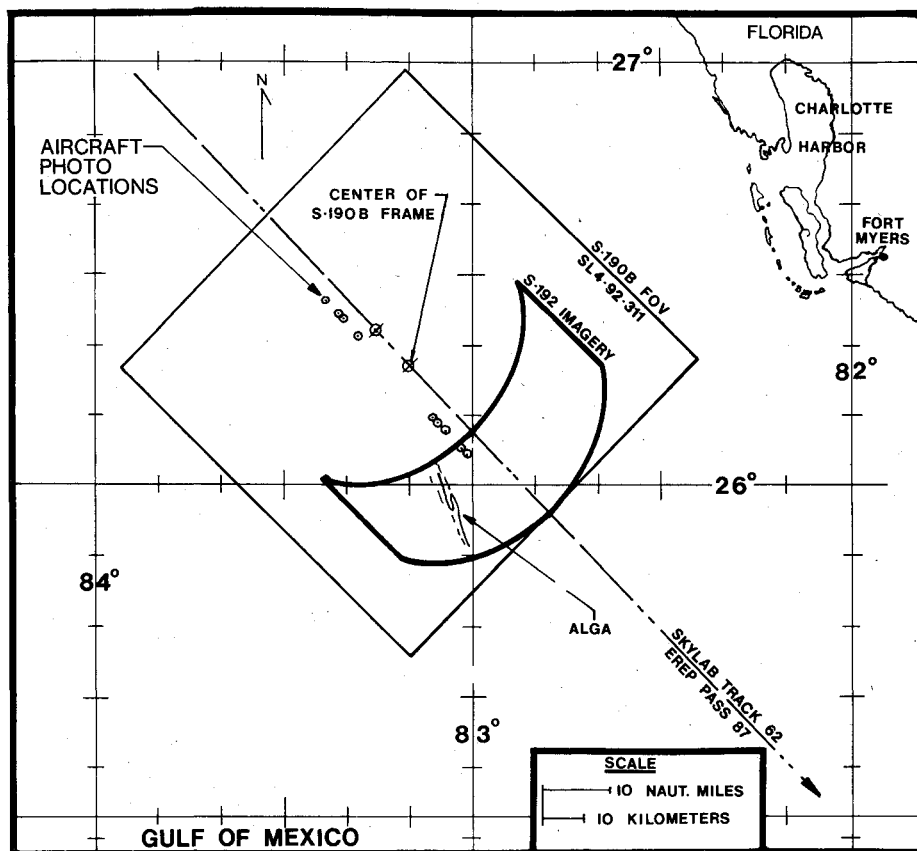 FLORIDA
27°
N
CHARLOTTE
HARBOR
AIRCRAFT
PHOTO
LOCATIONS
CENTER OF
S-190B FRAME
FORT
MYERS
S-190B FOV
SL4-92-311
S-192 IMAGERY
82°
26°
84°
ALGA
SKYLAB TRACK 62
EREP PASS 87
83°
SCALE
10 NAUT. MILES
10 KILOMETERS
GULF OF MEXICO